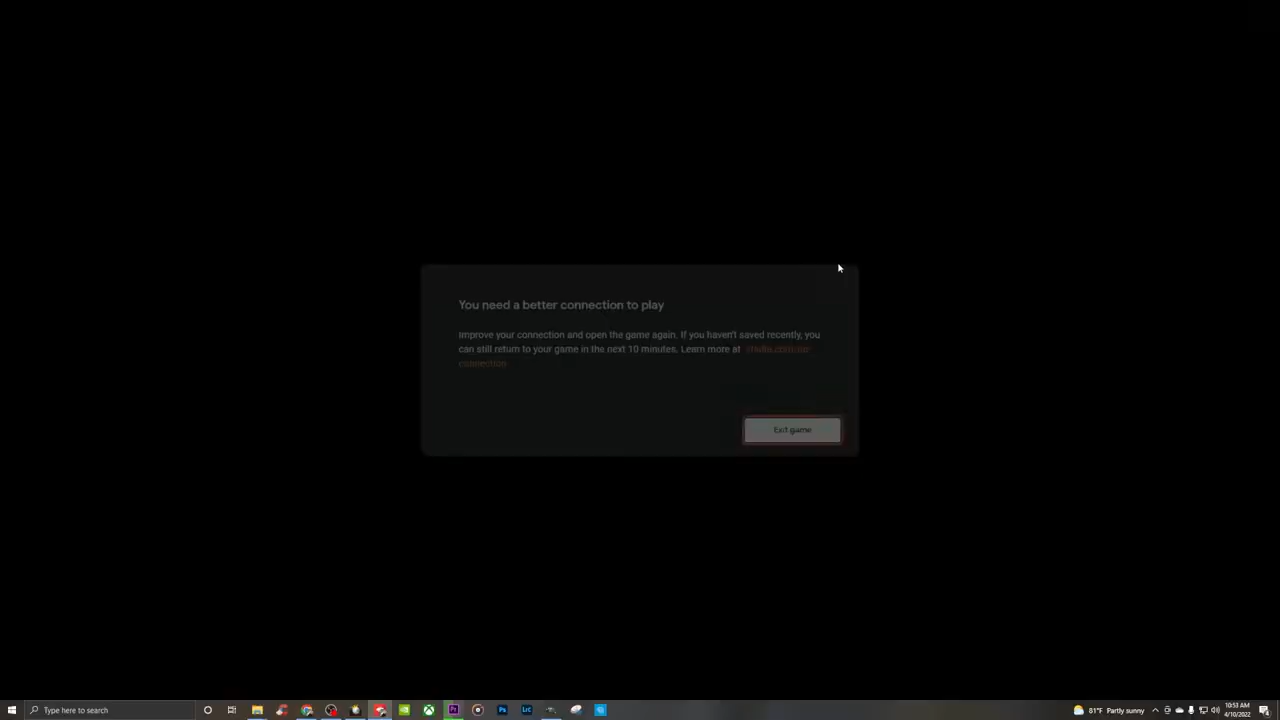 You need a better connection to play
Improve your connection and open the game again. If you haven't saved recently, you
can still return to your game in the next 10 minutes. Learn more at
connection
Exit game
Type here to search
81°F Partly sunny
10:53 AM
4/10/2022